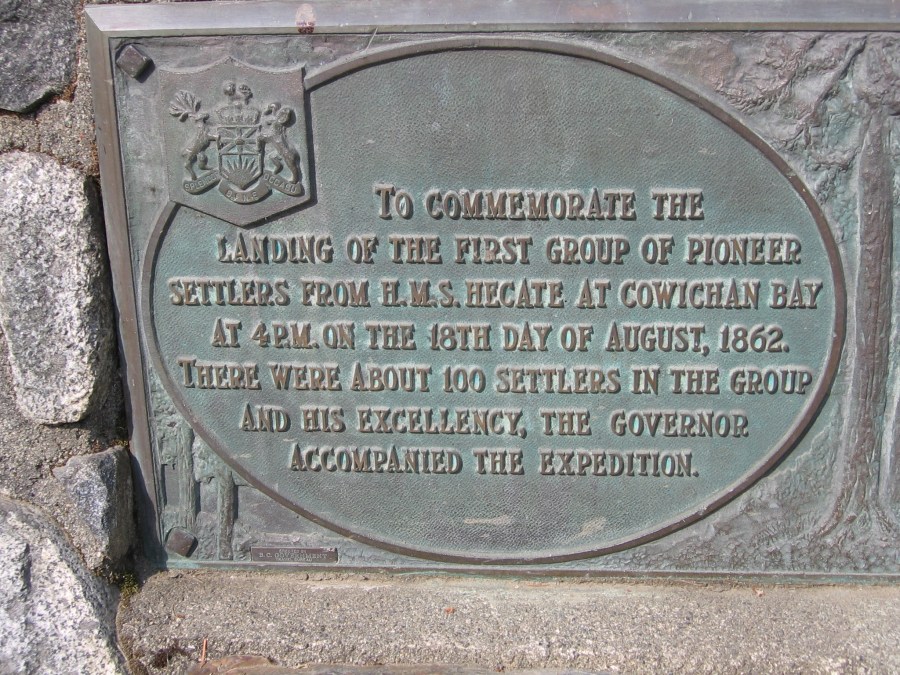 TO COMMEMORATE THE
LANDING OF THE FIRST GROUP OF PIONEER
SETTLERS FROM H.M.S. HECATE AT COWICHAN BAY
AT 4 P.M. ON THE 18TH DAY OF AUGUST, 1862.
THERE WERE ABOUT 100 SETTLERS IN THE GROUP
AND HIS EXCELLENCY, THE GOVERNOR
ACCOMPANIED THE EXPEDITION.
B.C. GOVERNMENT